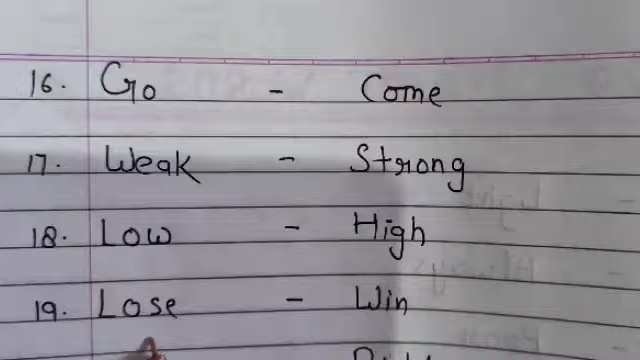 16. Go - Come
17. Weak - Strong
18. Low - High
19. Lose - Win